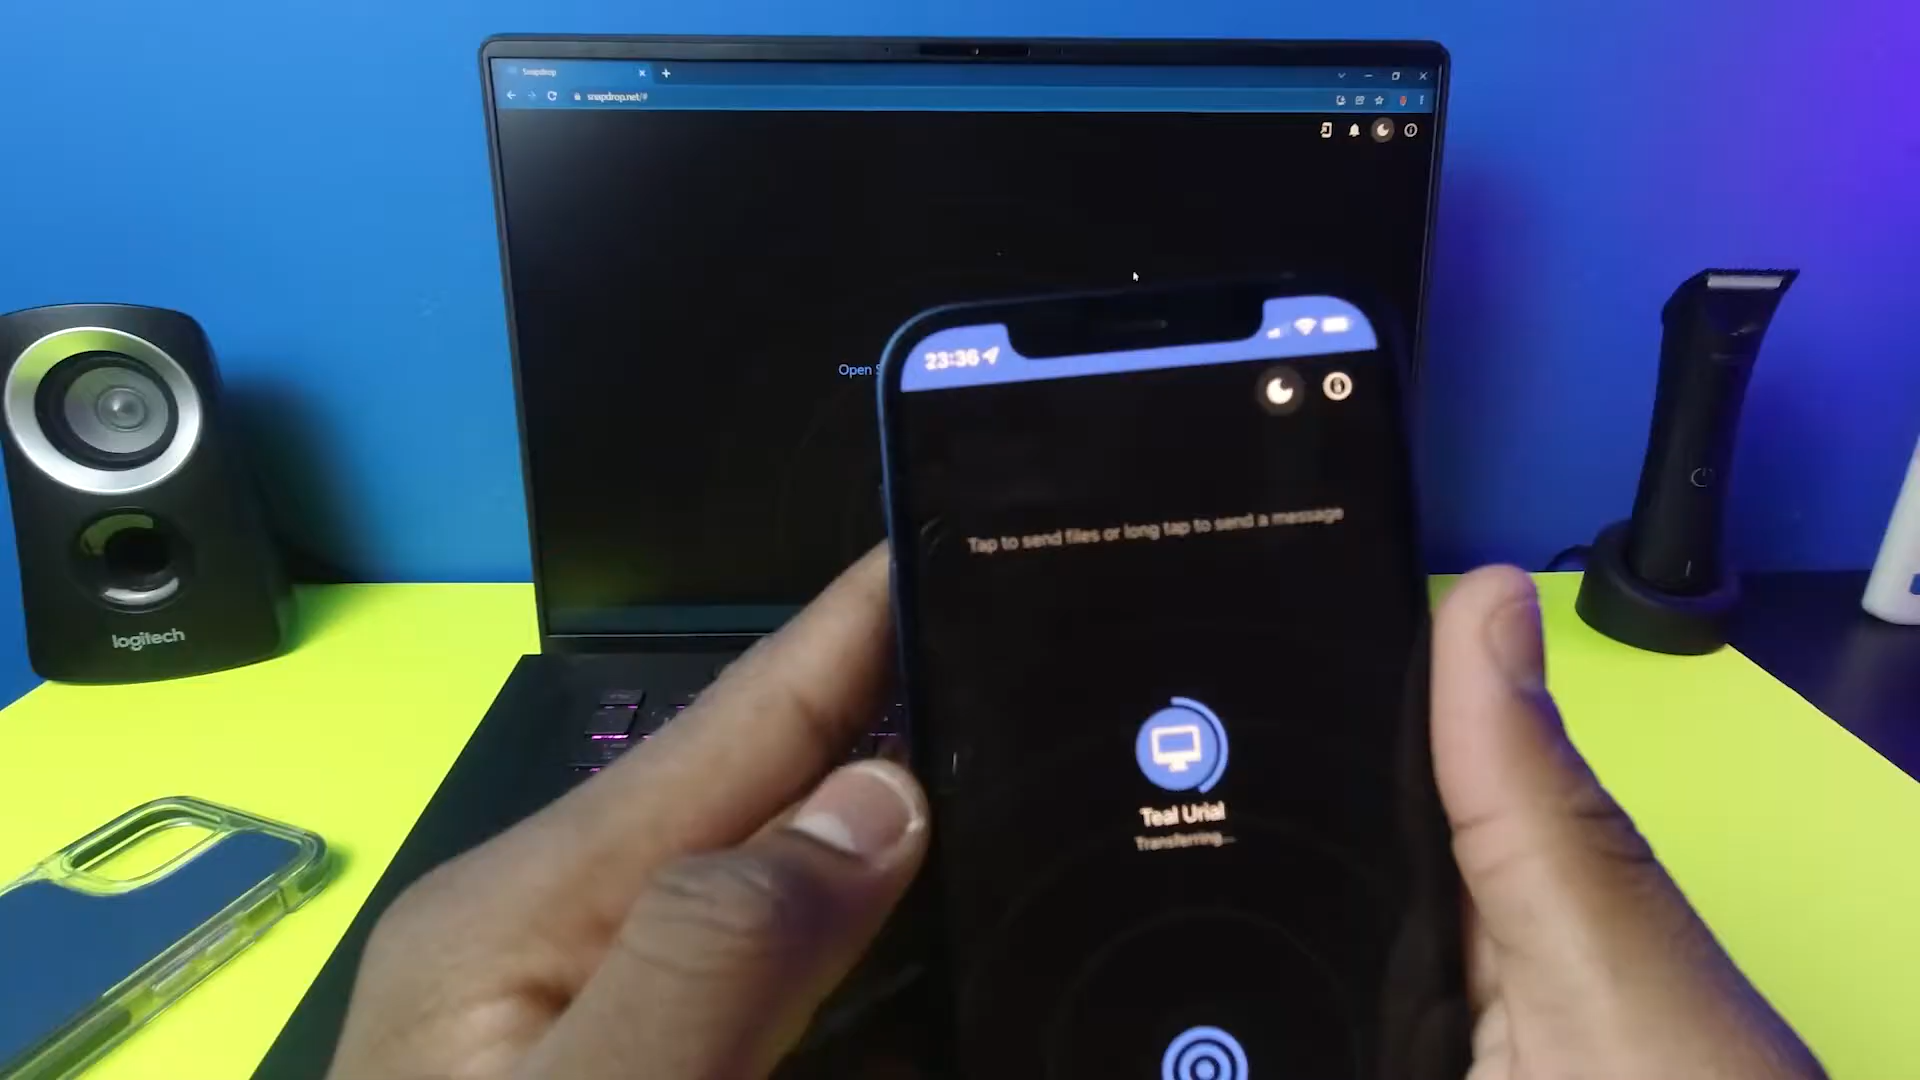 Snapdrop
snapdrop.net/#
Open
23:36
Tap to send files or long tap to send a message
Teal Urial
Transferring...
logitech